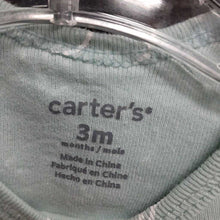 carter's®
3m
months / mois
Made in China
Fabriqué en Chine
Hecho en China